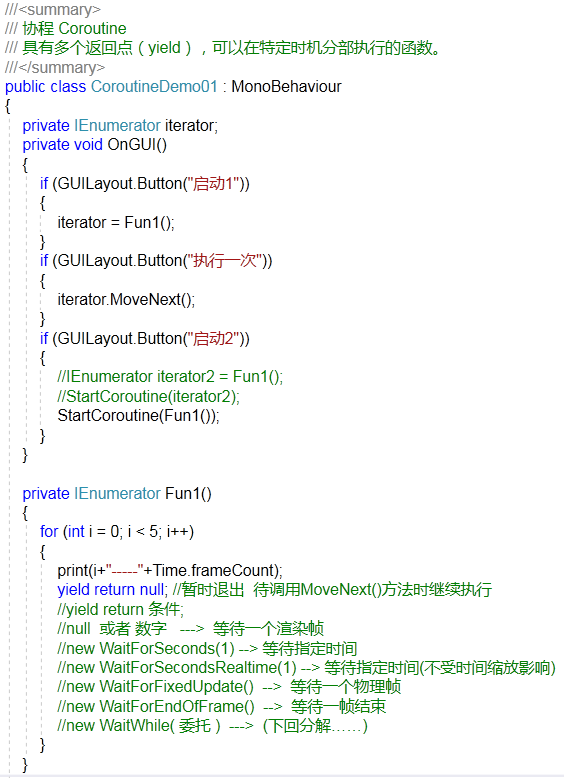 ///<summary>
/// 协程 Coroutine
/// 具有多个返回点（yield），可以在特定时机分部执行的函数。
///</summary>
public class CoroutineDemo01 : MonoBehaviour
{
private IEnumerator iterator;
private void OnGUI()
{
if (GUILayout.Button("启动1"))
{
iterator = Fun1();
}
if (GUILayout.Button("执行一次"))
{
iterator.MoveNext();
}
if (GUILayout.Button("启动2"))
{
//IEnumerator iterator2 = Fun1();
//StartCoroutine(iterator2);
StartCoroutine(Fun1());
}
}
private IEnumerator Fun1()
{
for (int i = 0; i < 5; i++)
{
print(i+"-----"+Time.frameCount);
yield return null; //暂时退出 待调用MoveNext()方法时继续执行
//yield return 条件;
//null 或者 数字 ---> 等待一个渲染帧
//new WaitForSeconds(1) --> 等待指定时间
//new WaitForSecondsRealtime(1) --> 等待指定时间(不受时间缩放影响)
//new WaitForFixedUpdate() --> 等待一个物理帧
//new WaitForEndOfFrame() --> 等待一帧结束
//new WaitWhile( 委托 ) ---> (下回分解……)
}
}